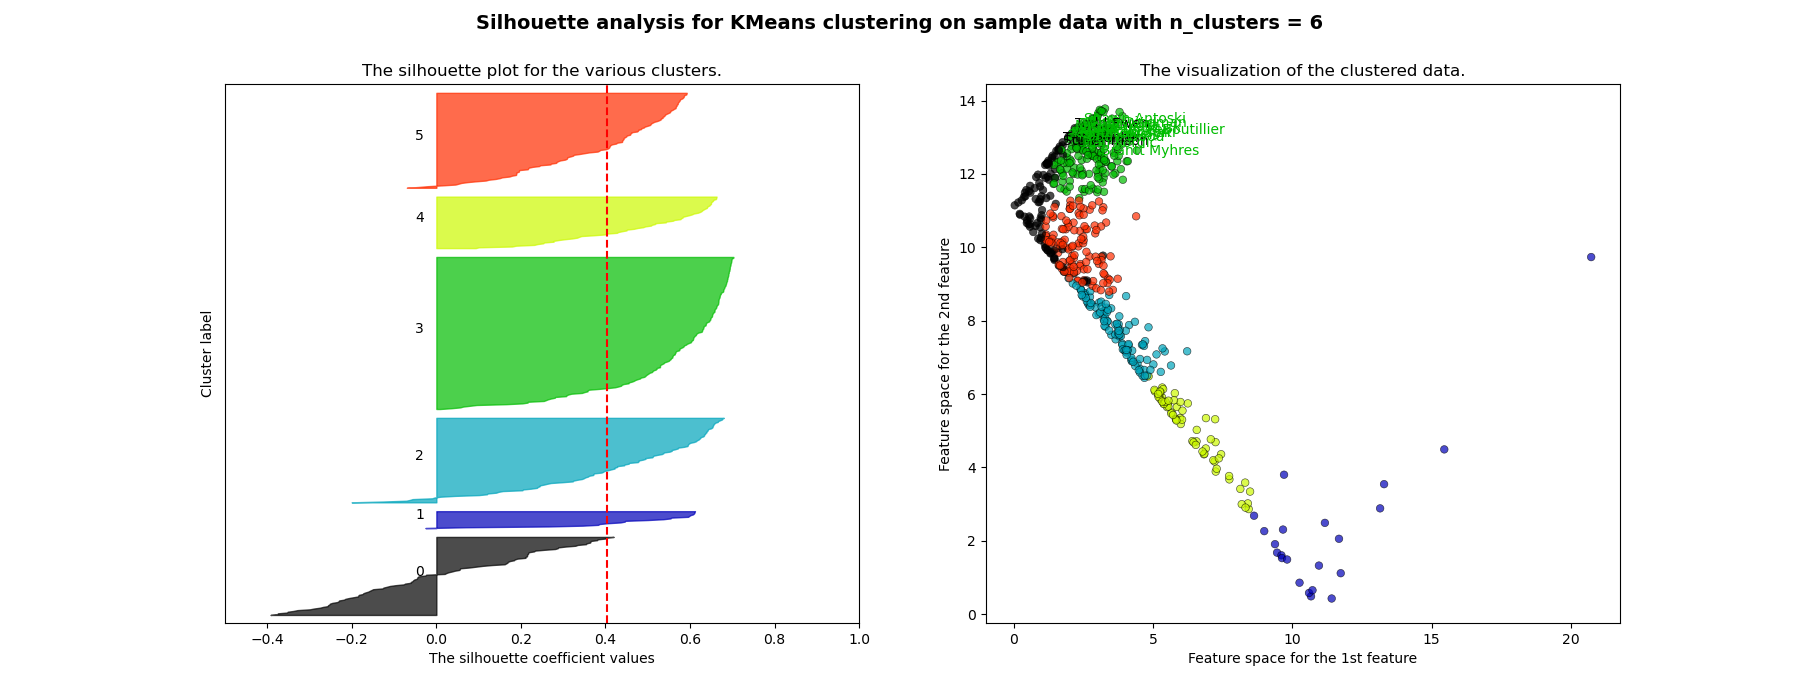 Silhouette analysis for KMeans clustering on sample data with n_clusters = 6
The silhouette plot for the various clusters.
5
4
3
2
1
0
Cluster label
−0.4 −0.2 0.0 0.2 0.4 0.6 0.8 1.0
The silhouette coefficient values
The visualization of the clustered data.
14
12
10
8
6
4
2
0
Antoski
Myhres
Feature space for the 2nd feature
0 5 10 15 20
Feature space for the 1st feature